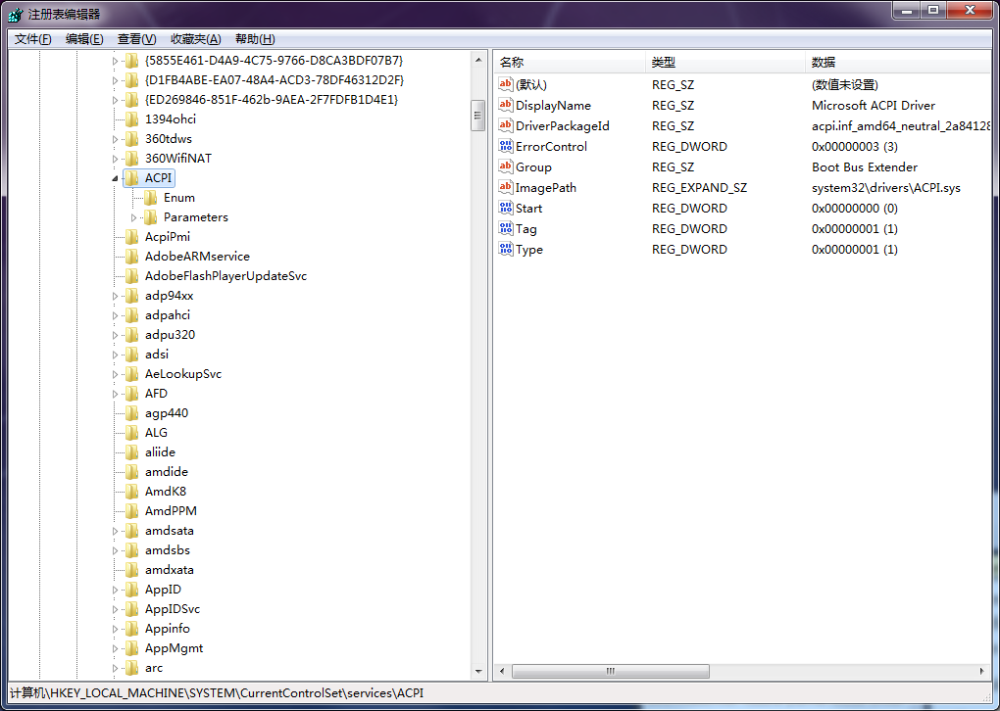 注册表编辑器
文件(F) 编辑(E) 查看(V) 收藏夹(A) 帮助(H)
{5855E461-D4A9-4C75-9766-D8CA3BDF07B7}
{D1FB4ABE-EA07-48A4-ACD3-78DF46312D2F}
{ED269846-851F-462b-9AEA-2F7FDFB1D4E1}
1394ohci
360tdws
360WifiNAT
ACPI
Enum
Parameters
AcpiPmi
AdobeARMservice
AdobeFlashPlayerUpdateSvc
adp94xx
adpahci
adpu320
adsi
AeLookupSvc
AFD
agp440
ALG
aliide
amdide
AmdK8
AmdPPM
amdsata
amdsbs
amdxata
AppID
AppIDSvc
Appinfo
AppMgmt
arc
名称 类型 数据
(默认) REG_SZ (数值未设置)
DisplayName REG_SZ Microsoft ACPI Driver
DriverPackageId REG_SZ acpi.inf_amd64_neutral_2a84128
ErrorControl REG_DWORD 0x00000003 (3)
Group REG_SZ Boot Bus Extender
ImagePath REG_EXPAND_SZ system32\drivers\ACPI.sys
Start REG_DWORD 0x00000000 (0)
Tag REG_DWORD 0x00000001 (1)
Type REG_DWORD 0x00000001 (1)
计算机\HKEY_LOCAL_MACHINE\SYSTEM\CurrentControlSet\services\ACPI